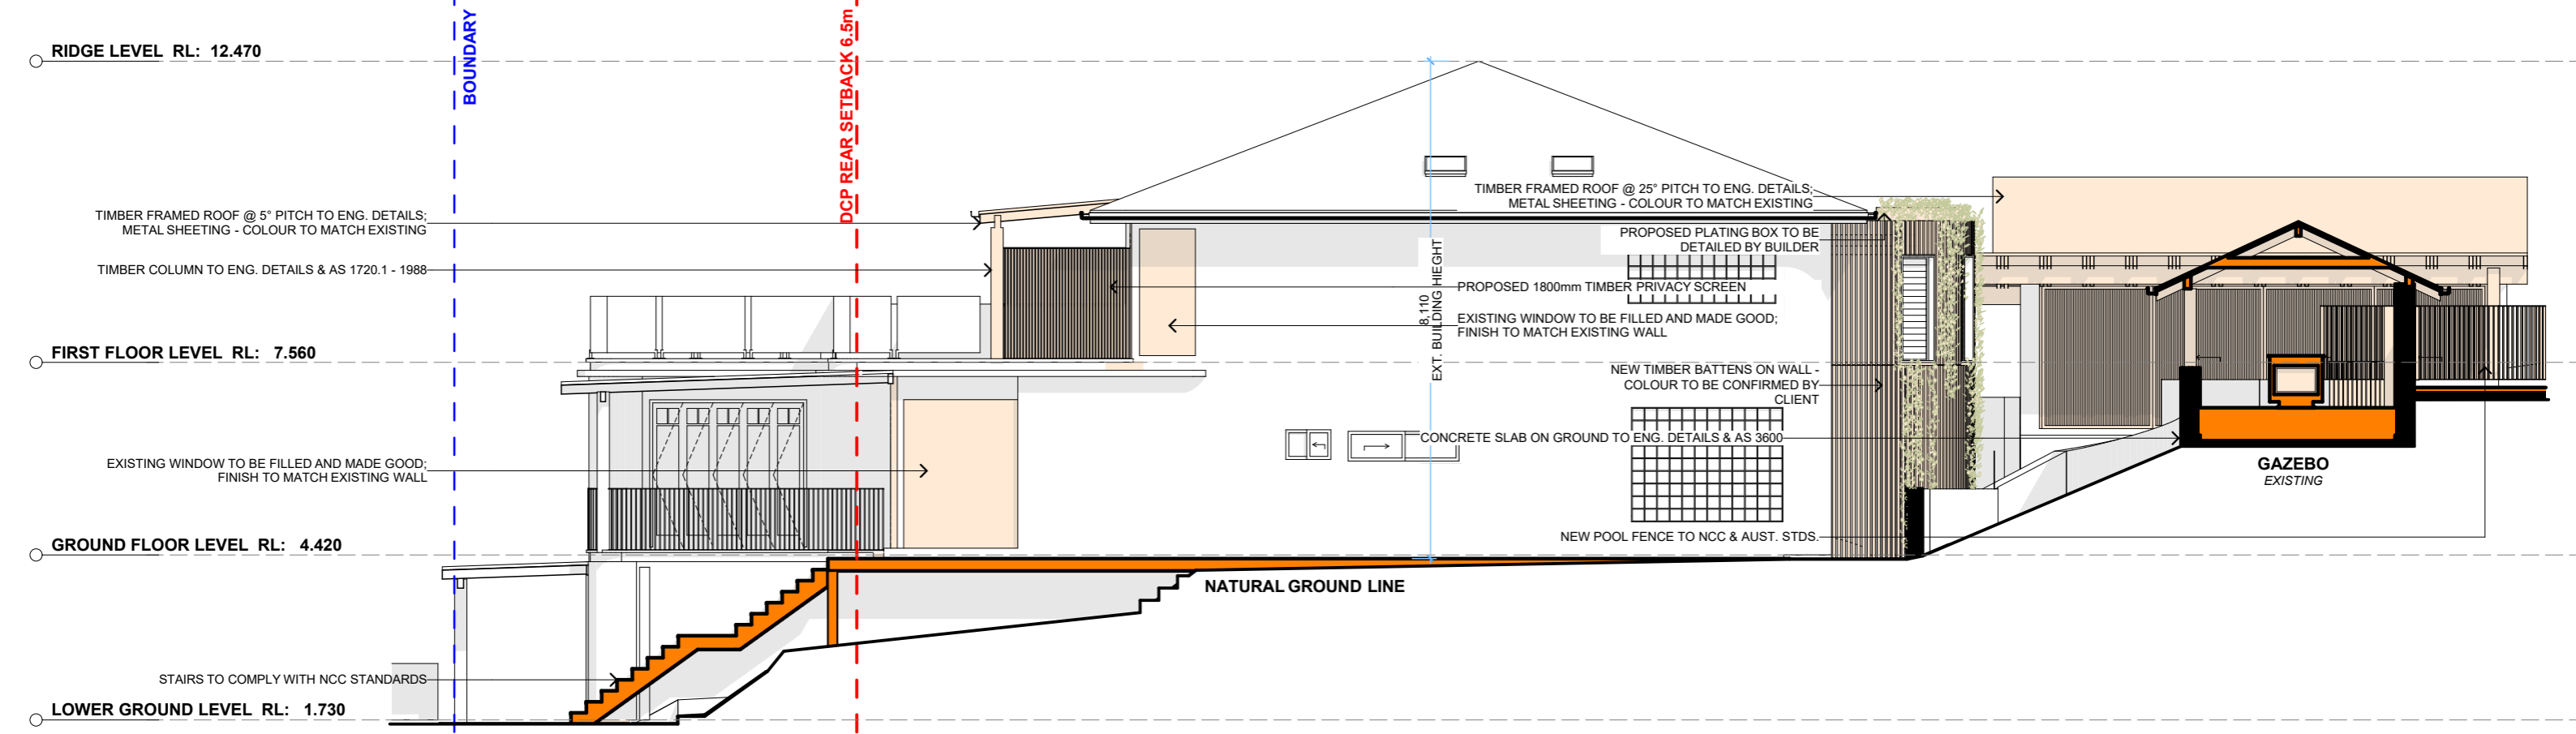 RIDGE LEVEL RL: 12.470
BOUNDARY
DCP REAR SETBACK 6.5m
TIMBER FRAMED ROOF @ 5° PITCH TO ENG. DETAILS;
METAL SHEETING - COLOUR TO MATCH EXISTING
TIMBER COLUMN TO ENG. DETAILS & AS 1720.1 - 1988
FIRST FLOOR LEVEL RL: 7.560
EXISTING WINDOW TO BE FILLED AND MADE GOOD;
FINISH TO MATCH EXISTING WALL
GROUND FLOOR LEVEL RL: 4.420
STAIRS TO COMPLY WITH NCC STANDARDS
LOWER GROUND LEVEL RL: 1.730
TIMBER FRAMED ROOF @ 25° PITCH TO ENG. DETAILS;
METAL SHEETING - COLOUR TO MATCH EXISTING
PROPOSED PLATING BOX TO BE
DETAILED BY BUILDER
PROPOSED 1800mm TIMBER PRIVACY SCREEN
EXISTING WINDOW TO BE FILLED AND MADE GOOD;
FINISH TO MATCH EXISTING WALL
8,110
EXT. BUILDING HIEGHT
NEW TIMBER BATTENS ON WALL -
COLOUR TO BE CONFIRMED BY
CLIENT
CONCRETE SLAB ON GROUND TO ENG. DETAILS & AS 3600
NEW POOL FENCE TO NCC & AUST. STDS.
NATURAL GROUND LINE
GAZEBO
EXISTING